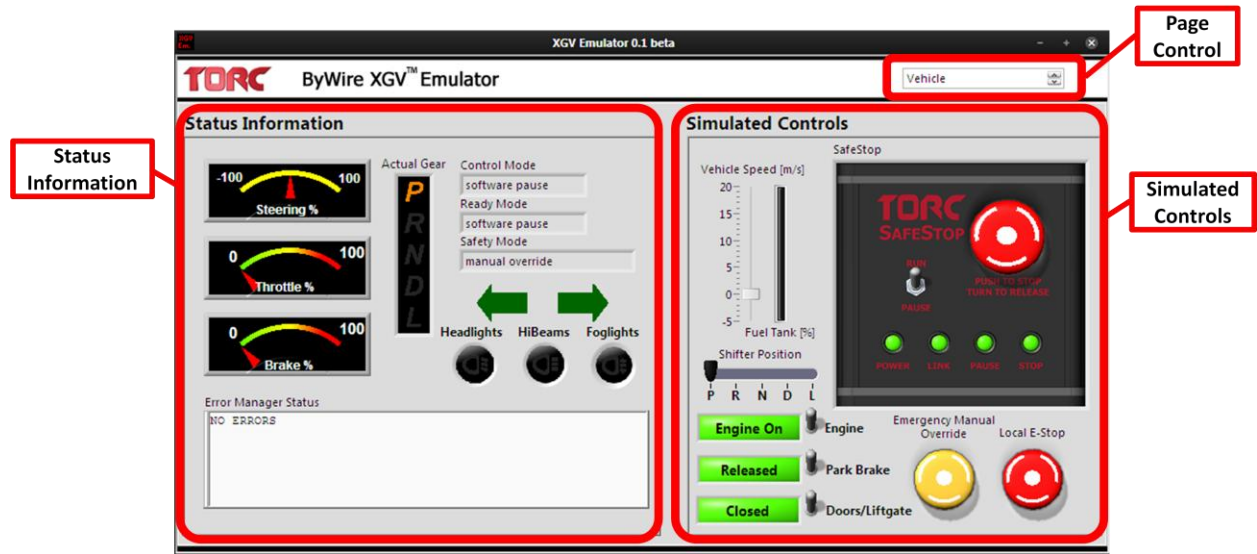 Page
Control
XGV
Em.
XGV Emulator 0.1 beta
TORC
ByWire XGV™ Emulator
Vehicle
Status Information
Status
Information
-100
100
Steering %
0
100
Throttle %
0
100
Brake %
Actual Gear
P
R
N
D
L
Control Mode
software pause
Ready Mode
software pause
Safety Mode
manual override
Headlights HiBeams Foglights
Error Manager Status
NO ERRORS
Simulated Controls
Simulated
Controls
Vehicle Speed [m/s]
20
15
10
5
0
-5
Fuel Tank [%]
Shifter Position
P R N D L
Engine On
Engine
Released
Park Brake
Closed
Doors/Liftgate
SafeStop
TORC
SAFESTOP
RUN
PAUSE
PUSH TO STOP
TURN TO RELEASE
POWER LINK PAUSE STOP
Emergency Manual
Override
Local E-Stop